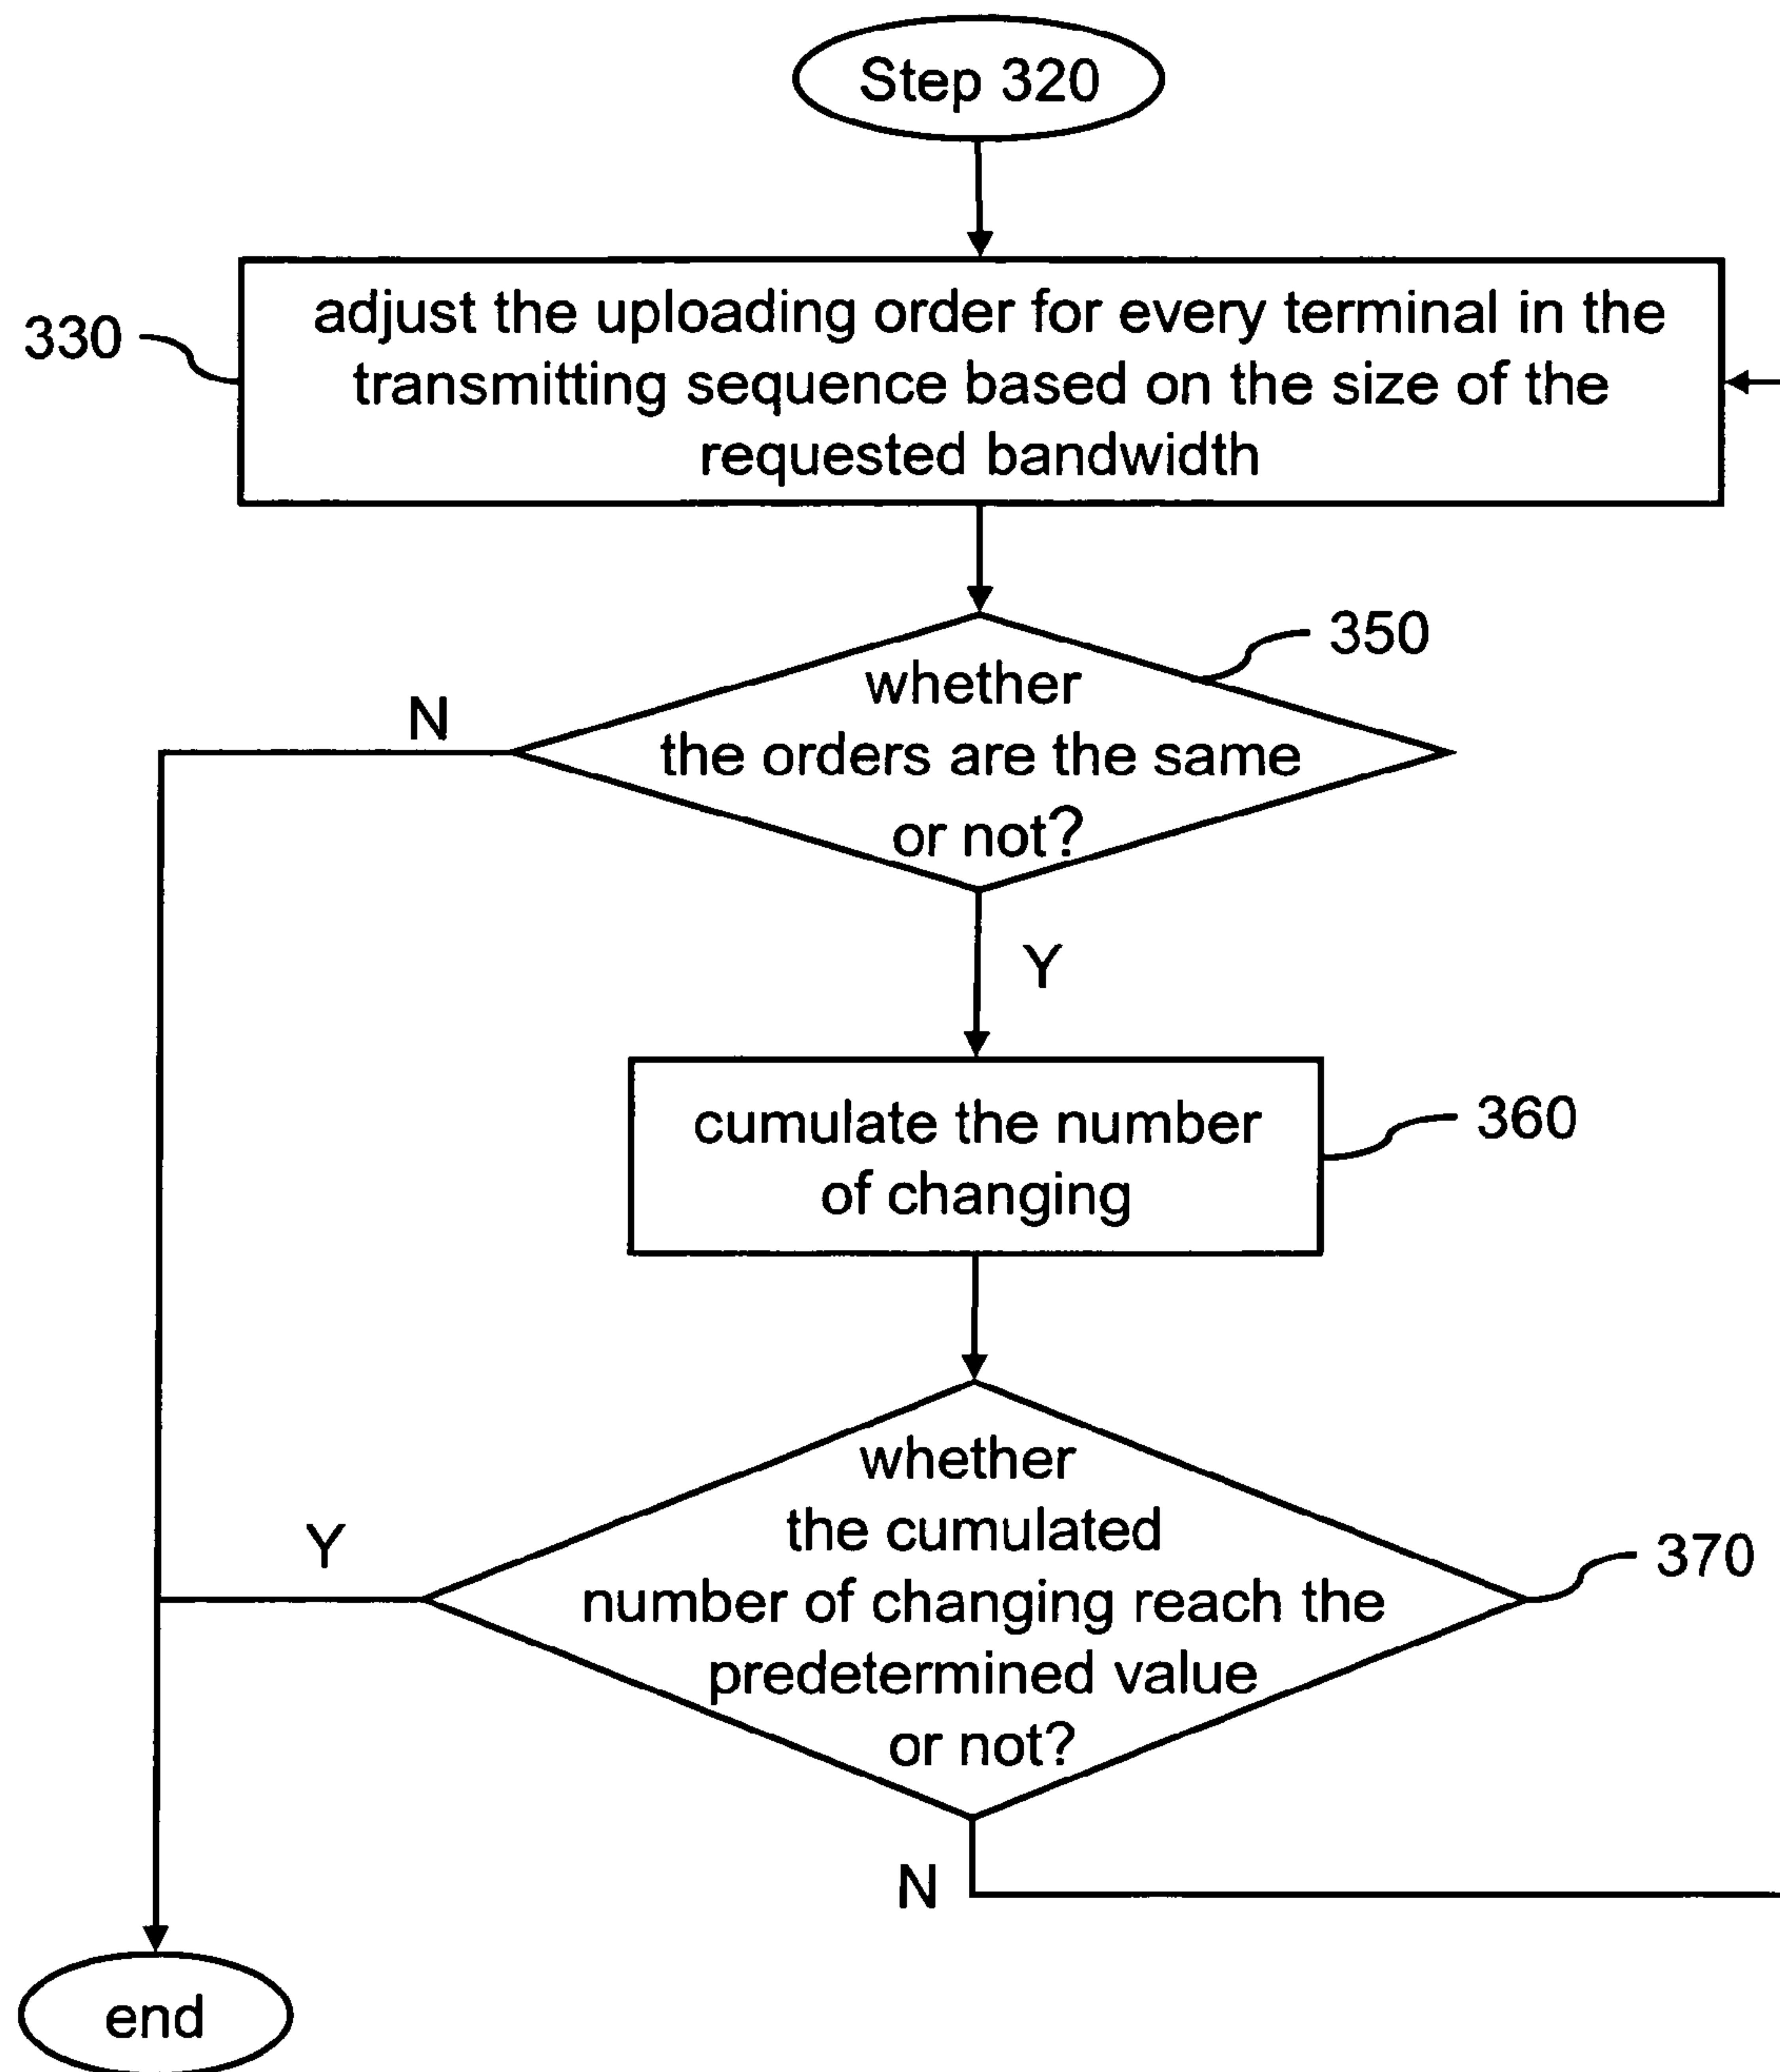 Step 320
330
adjust the uploading order for every terminal in the
transmitting sequence based on the size of the
requested bandwidth
350
whether
the orders are the same
or not?
N
Y
cumulate the number
of changing
360
whether
the cumulated
number of changing reach the
predetermined value
or not?
370
Y
N
end